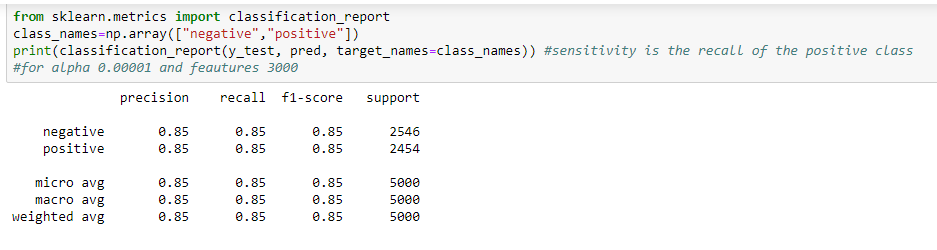 from sklearn.metrics import classification_report
class_names=np.array(["negative","positive"])
print(classification_report(y_test, pred, target_names=class_names)) #sensitivity is the recall of the positive class
#for alpha 0.00001 and feautures 3000
precision recall f1-score support
negative 0.85 0.85 0.85 2546
positive 0.85 0.85 0.85 2454
micro avg 0.85 0.85 0.85 5000
macro avg 0.85 0.85 0.85 5000
weighted avg 0.85 0.85 0.85 5000